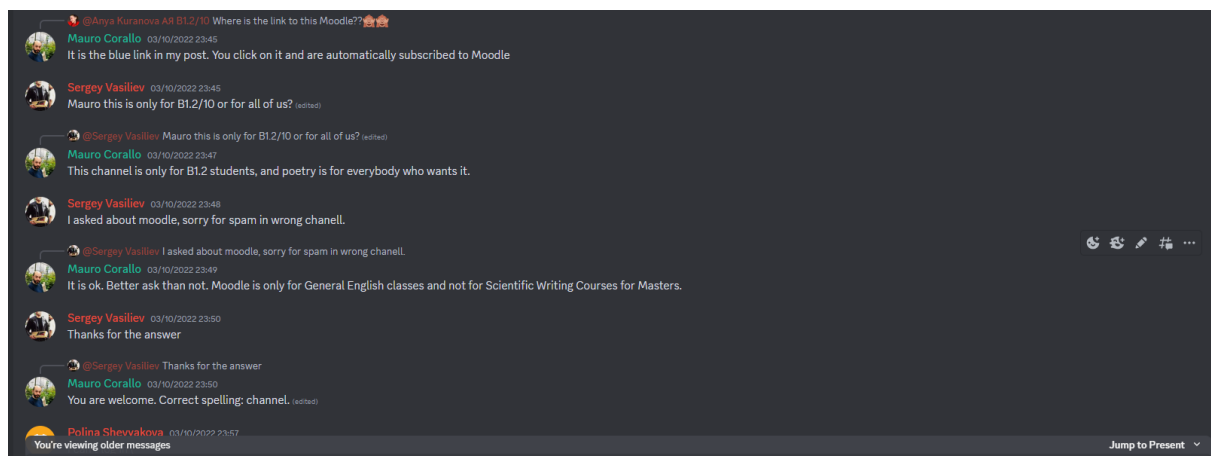 @Anya Kuranova АЯ B1.2/10 Where is the link to this Moodle??🙈🙈
Mauro Corallo 03/10/2022 23:45
It is the blue link in my post. You click on it and are automatically subscribed to Moodle
Sergey Vasiliev 03/10/2022 23:45
Mauro this is only for B1.2/10 or for all of us? (edited)
@Sergey Vasiliev Mauro this is only for B1.2/10 or for all of us? (edited)
Mauro Corallo 03/10/2022 23:47
This channel is only for B1.2 students, and poetry is for everybody who wants it.
Sergey Vasiliev 03/10/2022 23:48
I asked about moodle, sorry for spam in wrong chanell.
@Sergey Vasiliev I asked about moodle, sorry for spam in wrong chanell.
Mauro Corallo 03/10/2022 23:49
It is ok. Better ask than not. Moodle is only for General English classes and not for Scientific Writing Courses for Masters.
Sergey Vasiliev 03/10/2022 23:50
Thanks for the answer
@Sergey Vasiliev Thanks for the answer
Mauro Corallo 03/10/2022 23:50
You are welcome. Correct spelling: channel. (edited)
Polina Shevyakova 03/10/2022 23:57
You're viewing older messages Jump to Present